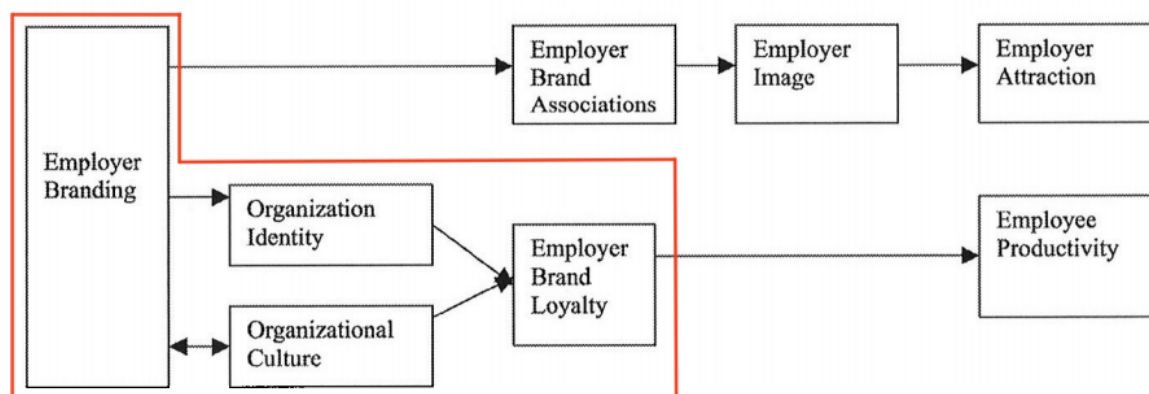 Employer
Brand
Associations
Employer
Image
Employer
Attraction
Employer
Branding
Organization
Identity
Employer
Brand
Loyalty
Employee
Productivity
Organizational
Culture